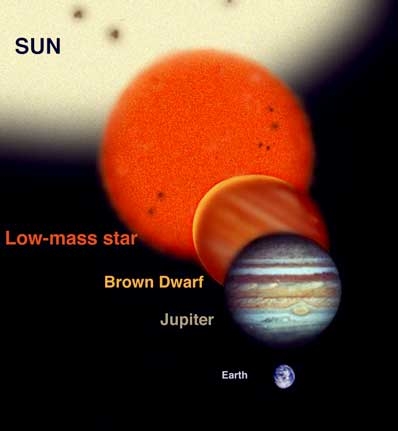 SUN
Low-mass star
Brown Dwarf
Jupiter
Earth